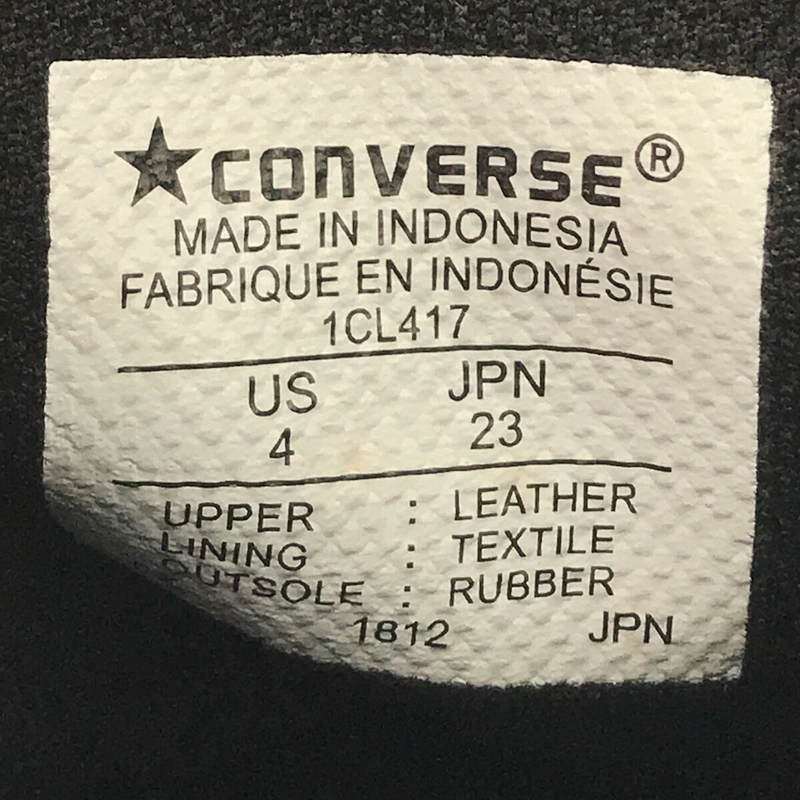 ★CONVERSE®
MADE IN INDONESIA
FABRIQUE EN INDONÉSIE
1CL417
US JPN
4 23
UPPER : LEATHER
LINING : TEXTILE
OUTSOLE : RUBBER
1812 JPN